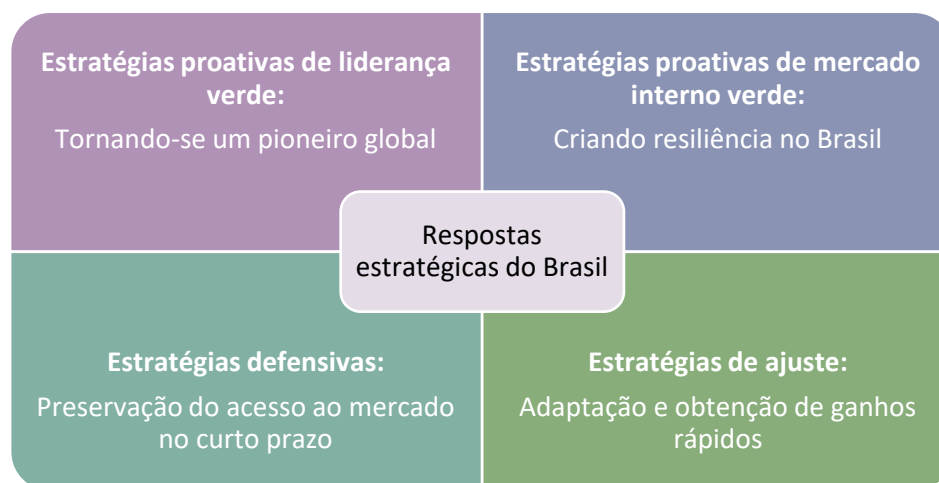 Estratégias proativas de liderança
verde:
Tornando-se um pioneiro global
Estratégias proativas de mercado
interno verde:
Criando resiliência no Brasil
Respostas
estratégicas do Brasil
Estratégias defensivas:
Preservação do acesso ao mercado
no curto prazo
Estratégias de ajuste:
Adaptação e obtenção de ganhos
rápidos